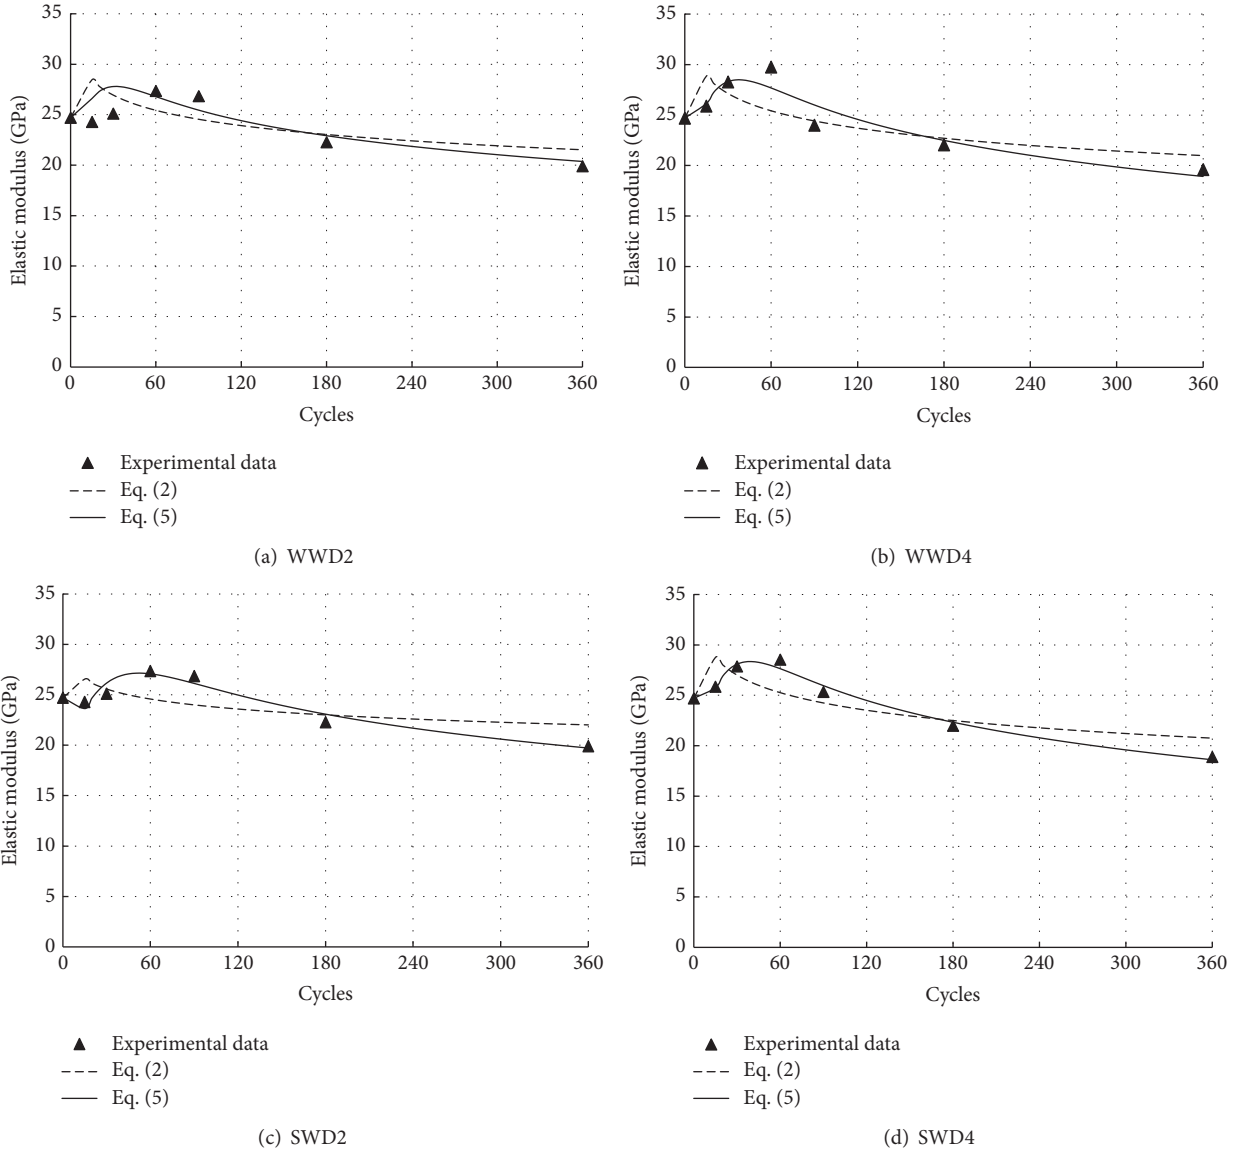 35
30
25
20
15
10
5
0
Elastic modulus (GPa)
0 60 120 180 240 300 360
Cycles
Experimental data
Eq. (2)
Eq. (5)
(a) WWD2
35
30
25
20
15
10
5
0
Elastic modulus (GPa)
0 60 120 180 240 300 360
Cycles
Experimental data
Eq. (2)
Eq. (5)
(b) WWD4
35
30
25
20
15
10
5
0
Elastic modulus (GPa)
0 60 120 180 240 300 360
Cycles
Experimental data
Eq. (2)
Eq. (5)
(c) SWD2
35
30
25
20
15
10
5
0
Elastic modulus (GPa)
0 60 120 180 240 300 360
Cycles
Experimental data
Eq. (2)
Eq. (5)
(d) SWD4